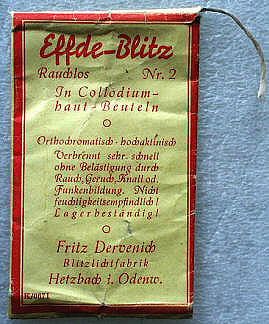 Effde-Blitz
Rauchlos Nr. 2
In Collodium-
haut-Beuteln
Orthochromatisch - hochaktinisch
Verbrennt sehr schnell
ohne Belästigung durch
Rauch, Geruch, Knall od.
Funkenbildung. Nicht
feuchtigkeitsempfindlich!
Lagerbeständig!
Fritz Dervenich
Blitzlichtfabrik
Hetzbach i. Odenw.